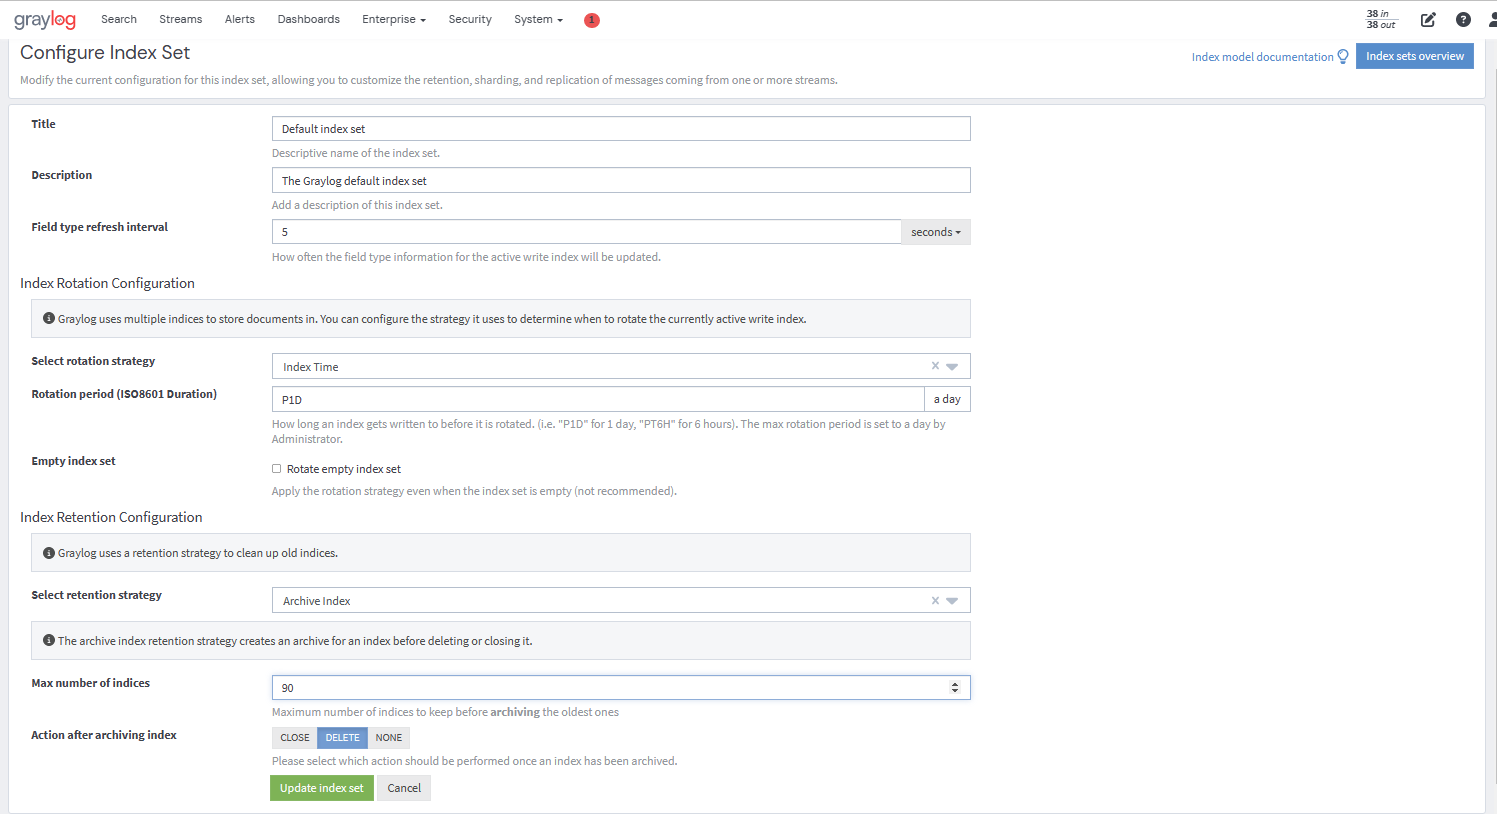 graylog Search Streams Alerts Dashboards Enterprise Security System 1 38 in
38 out
Configure Index Set
Index model documentation Index sets overview
Modify the current configuration for this index set, allowing you to customize the retention, sharding, and replication of messages coming from one or more streams.
Title Default index set
Descriptive name of the index set.
Description The Graylog default index set
Add a description of this index set.
Field type refresh interval 5 seconds
How often the field type information for the active write index will be updated.
Index Rotation Configuration
Graylog uses multiple indices to store documents in. You can configure the strategy it uses to determine when to rotate the currently active write index.
Select rotation strategy Index Time
Rotation period (ISO8601 Duration) P1D a day
How long an index gets written to before it is rotated. (i.e. "P1D" for 1 day, "PT6H" for 6 hours). The max rotation period is set to a day by
Administrator.
Empty index set Rotate empty index set
Apply the rotation strategy even when the index set is empty (not recommended).
Index Retention Configuration
Graylog uses a retention strategy to clean up old indices.
Select retention strategy Archive Index
The archive index retention strategy creates an archive for an index before deleting or closing it.
Max number of indices 90
Maximum number of indices to keep before archiving the oldest ones
Action after archiving index CLOSE DELETE NONE
Please select which action should be performed once an index has been archived.
Update index set Cancel